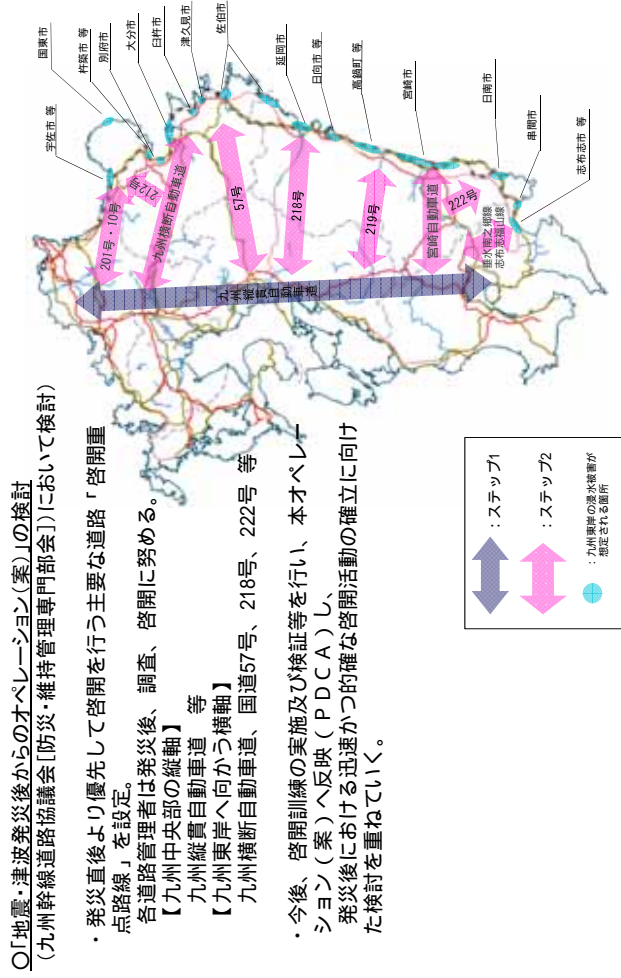 〇「地震・津波発災後からのオペレーション（案）」の検討
（九州幹線道路協議会［防災・維持管理専門部会］）において検討）
・発災直後より優先して啓開を行う主要な道路「啓開重
点路線」を設定。
各道路管理者は発災後、調査、啓開に努める。
【九州中央部の縦軸】
九州縦貫自動車道　等
【九州東岸へ向かう横軸】
九州横断自動車道、国道57号、218号、222号 等
・今後、啓開訓練の実施及び検証等を行い、本オペレー
ション（案）へ反映（ＰＤＣＡ）し、
発災後における迅速かつ的確な啓開活動の確立に向け
た検討を重ねていく。
宇佐市 等
国東市
杵築市 等
別府市
大分市
臼杵市
津久見市
佐伯市
延岡市
日向市 等
高鍋町 等
宮崎市
日南市
串間市
志布志市 等
201号・10号
212号
九州横断自動車道
57号
218号
219号
宮崎自動車道
222号
垂水南之郷線
志布志福山線
九州縦貫自動車道
：ステップ1
：ステップ2
：九州東岸の浸水被害が
想定される箇所